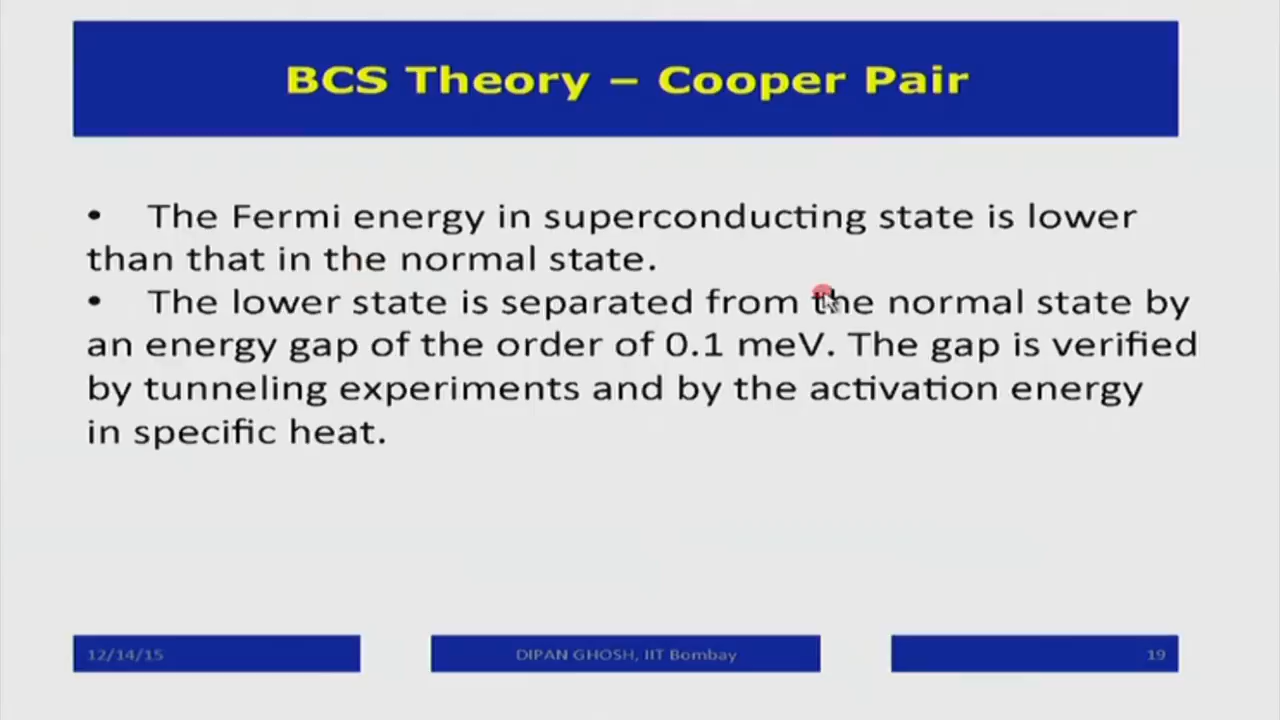 BCS Theory – Cooper Pair
• The Fermi energy in superconducting state is lower
than that in the normal state.
• The lower state is separated from the normal state by
an energy gap of the order of 0.1 meV. The gap is verified
by tunneling experiments and by the activation energy
in specific heat.
12/14/15
DIPAN GHOSH, IIT Bombay
19